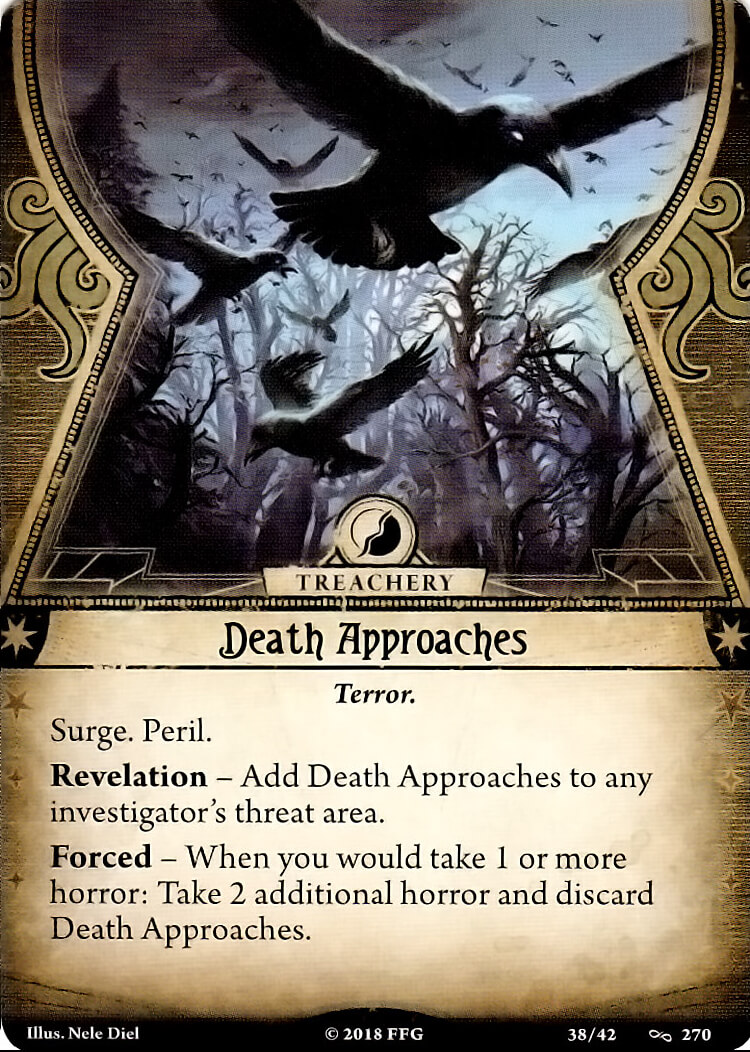 TREACHERY
Death Approaches
Terror.
Surge. Peril.
Revelation – Add Death Approaches to any
investigator's threat area.
Forced – When you would take 1 or more
horror: Take 2 additional horror and discard
Death Approaches.
Illus. Nele Diel © 2018 FFG 38/42 270